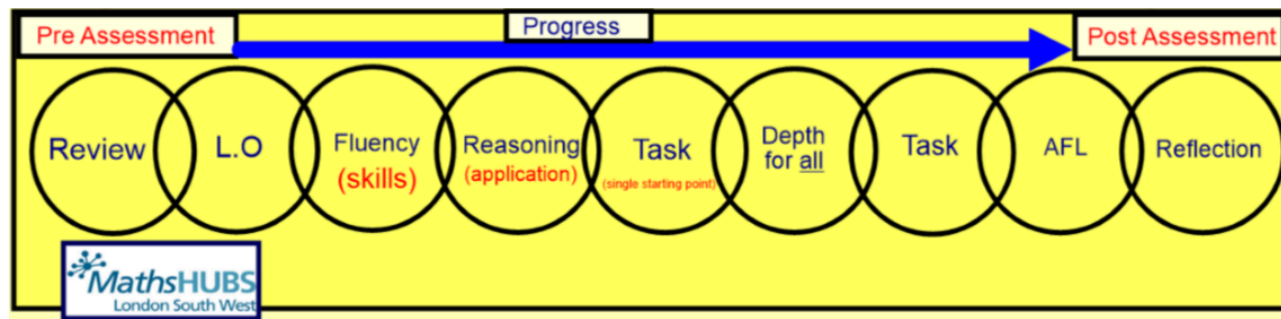 Pre Assessment
Progress
Post Assessment
Review
L.O
Fluency
(skills)
Reasoning
(application)
Task
(single starting point)
Depth
for all
Task
AFL
Reflection
MathsHUBS
London South West